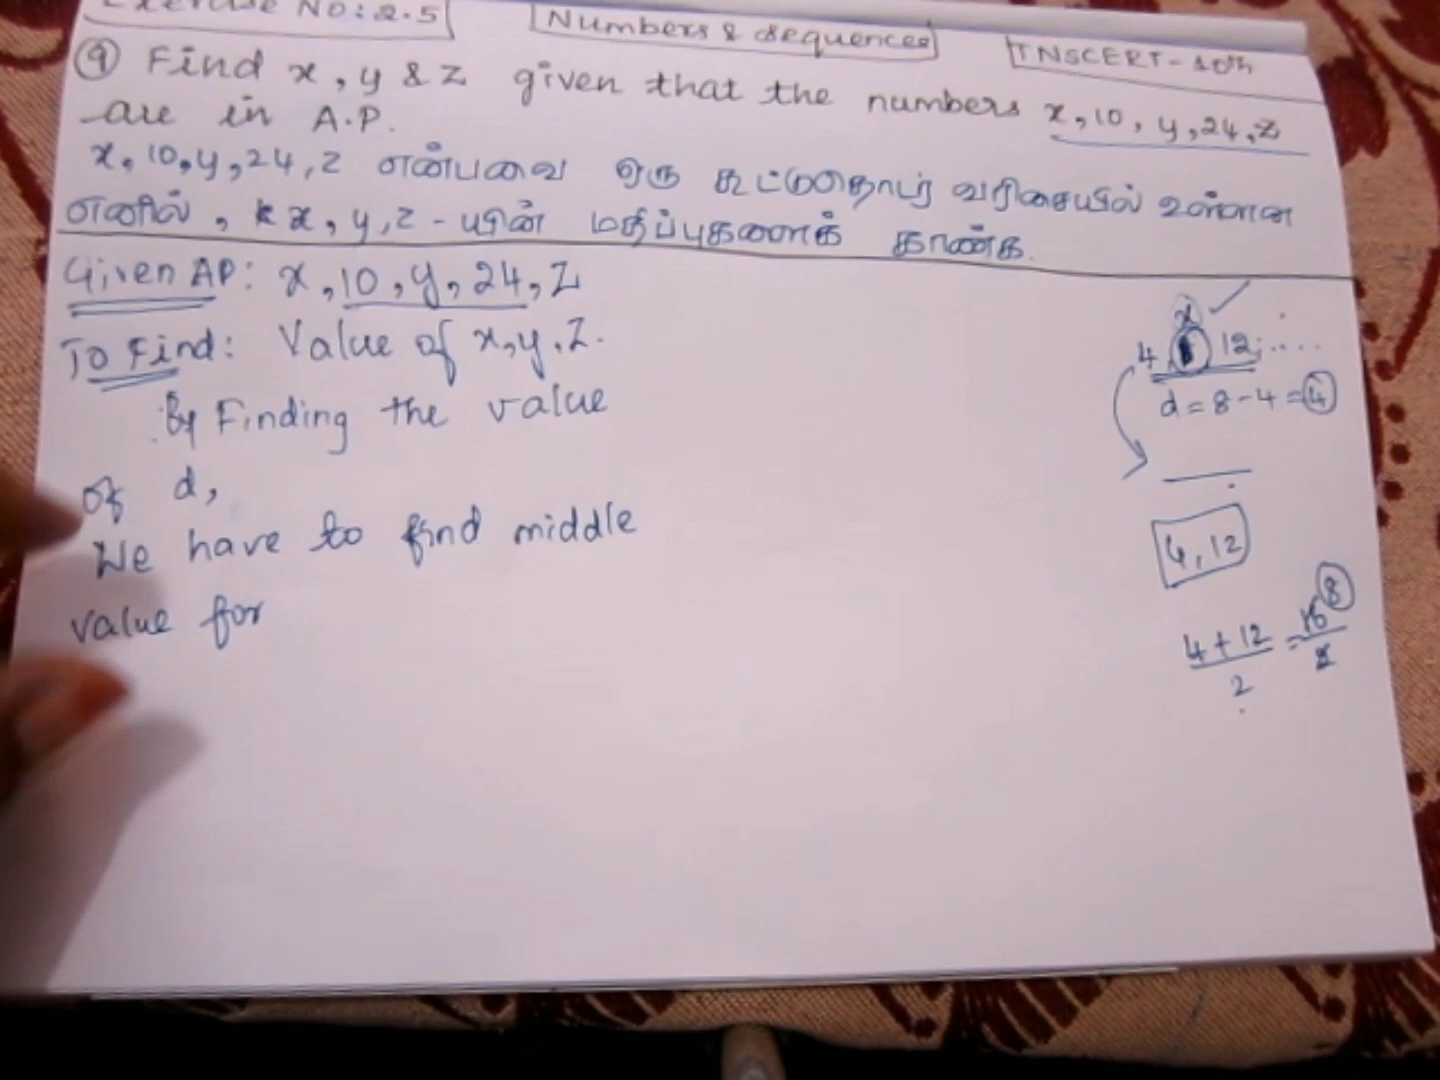 Exercise No: 2.5
Numbers & sequences
TNSCERT - 10th
9 Find x, y & z given that the numbers x, 10, y, 24, z
are in A.P.
x, 10, y, 24, z என்பவை ஒரு கூட்டுதொடர் வரிசையில் உள்ளன
எனில், x, y, z - யின் மதிப்புகளைக் காண்க.
Given AP: x, 10, y, 24, Z
To Find: Value of x, y, Z.
By Finding the value
of d,
We have to find middle
value for
x
4, 12, ....
d = 8 - 4 = 4
4, 12
8
4 + 12 = 16
2 2